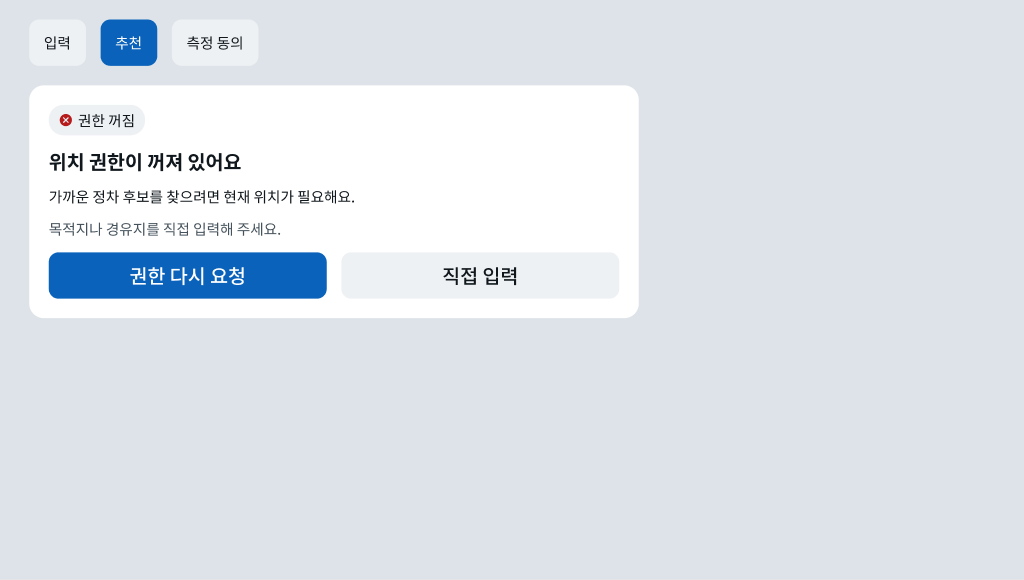 입력
추천
측정 동의
권한 꺼짐
위치 권한이 꺼져 있어요
가까운 정차 후보를 찾으려면 현재 위치가 필요해요.
목적지나 경유지를 직접 입력해 주세요.
권한 다시 요청
직접 입력